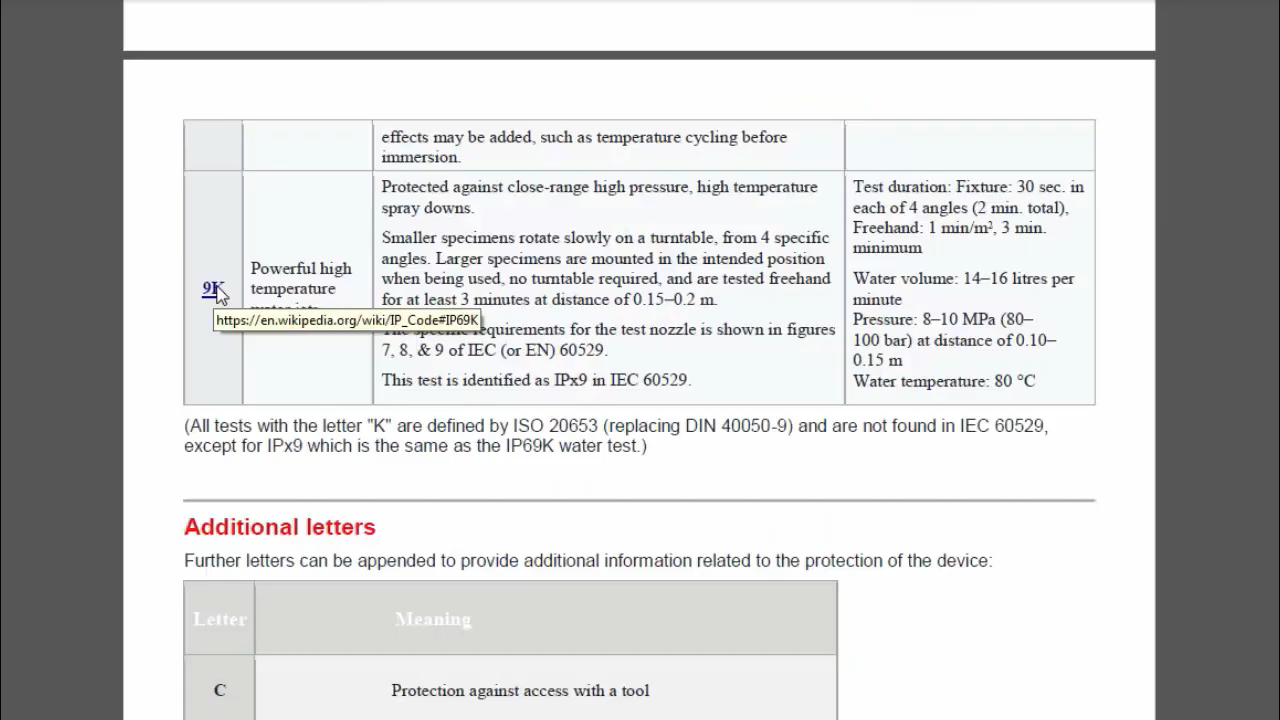 effects may be added, such as temperature cycling before
immersion.
9K
Powerful high
temperature
Protected against close-range high pressure, high temperature
spray downs.
Smaller specimens rotate slowly on a turntable, from 4 specific
angles. Larger specimens are mounted in the intended position
when being used, no turntable required, and are tested freehand
for at least 3 minutes at distance of 0.15–0.2 m.
requirements for the test nozzle is shown in figures
7, 8, & 9 of IEC (or EN) 60529.
This test is identified as IPx9 in IEC 60529.
Test duration: Fixture: 30 sec. in
each of 4 angles (2 min. total),
Freehand: 1 min/m², 3 min.
minimum
Water volume: 14–16 litres per
minute
Pressure: 8–10 MPa (80–
100 bar) at distance of 0.10–
0.15 m
Water temperature: 80 °C
https://en.wikipedia.org/wiki/IP_Code#IP69K
(All tests with the letter "K" are defined by ISO 20653 (replacing DIN 40050-9) and are not found in IEC 60529,
except for IPx9 which is the same as the IP69K water test.)
Additional letters
Further letters can be appended to provide additional information related to the protection of the device:
Letter Meaning
C Protection against access with a tool